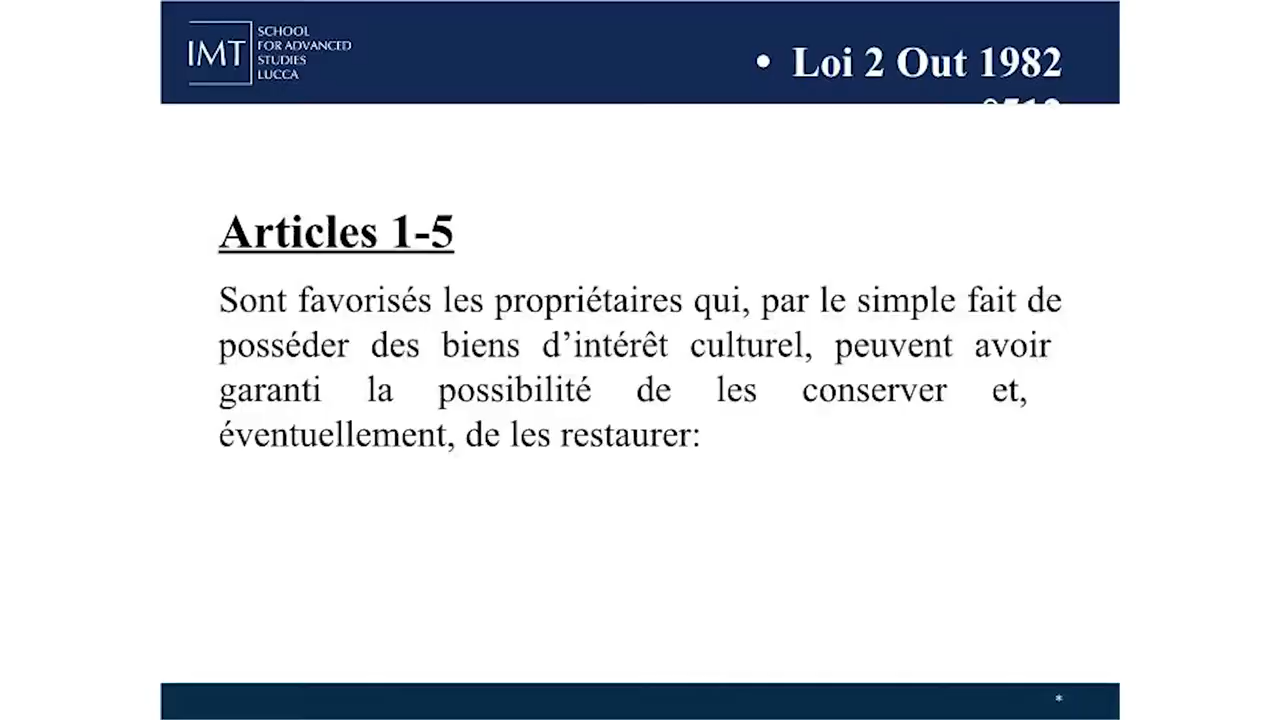 IMT
SCHOOL
FOR ADVANCED
STUDIES
LUCCA
• Loi 2 Out 1982
Articles 1-5
Sont favorisés les propriétaires qui, par le simple fait de
posséder des biens d’intérêt culturel, peuvent avoir
garanti la possibilité de les conserver et,
éventuellement, de les restaurer:
*